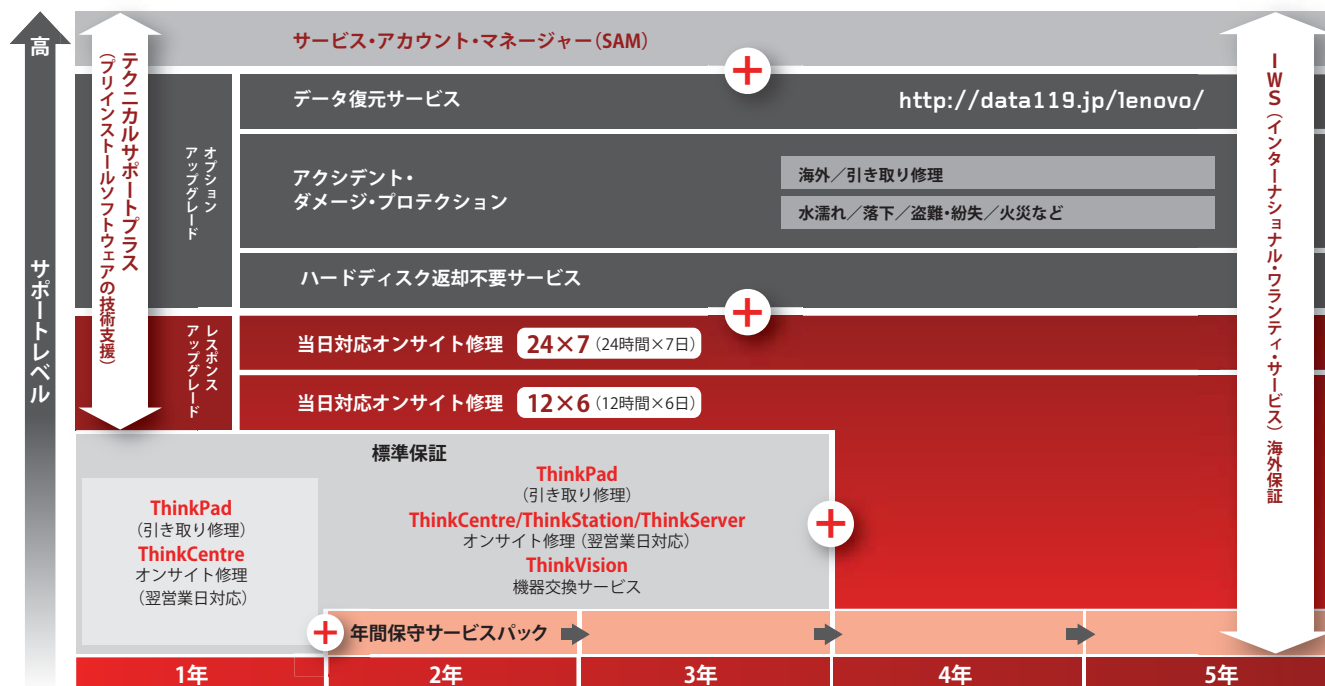 高
サポートレベル
テクニカルサポートプラス
（プリインストールソフトウェアの技術支援）
サービス・アカウント・マネージャー（SAM）
オプション
アップグレード
データ復元サービス
http://data119.jp/lenovo/
アクシデント・
ダメージ・プロテクション
海外／引き取り修理
水濡れ／落下／盗難・紛失／火災など
ハードディスク返却不要サービス
レスポンス
アップグレード
当日対応オンサイト修理 24×7（24時間×7日）
当日対応オンサイト修理 12×6（12時間×6日）
標準保証
ThinkPad
（引き取り修理）
ThinkCentre
オンサイト修理
（翌営業日対応）
ThinkPad
（引き取り修理）
ThinkCentre/ThinkStation/ThinkServer
オンサイト修理（翌営業日対応）
ThinkVision
機器交換サービス
年間保守サービスパック
IWS（インターナショナル・ワランティ・サービス）海外保証
1年
2年
3年
4年
5年